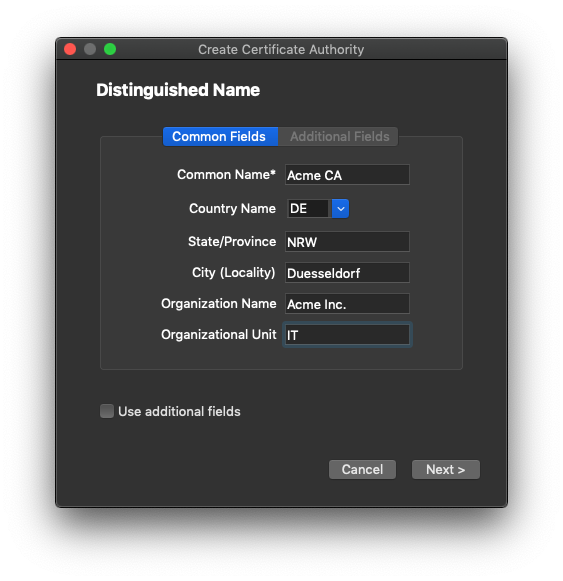 Create Certificate Authority
Distinguished Name
Common Fields Additional Fields
Common Name* Acme CA
Country Name DE
State/Province NRW
City (Locality) Duesseldorf
Organization Name Acme Inc.
Organizational Unit IT
Use additional fields
Cancel Next >